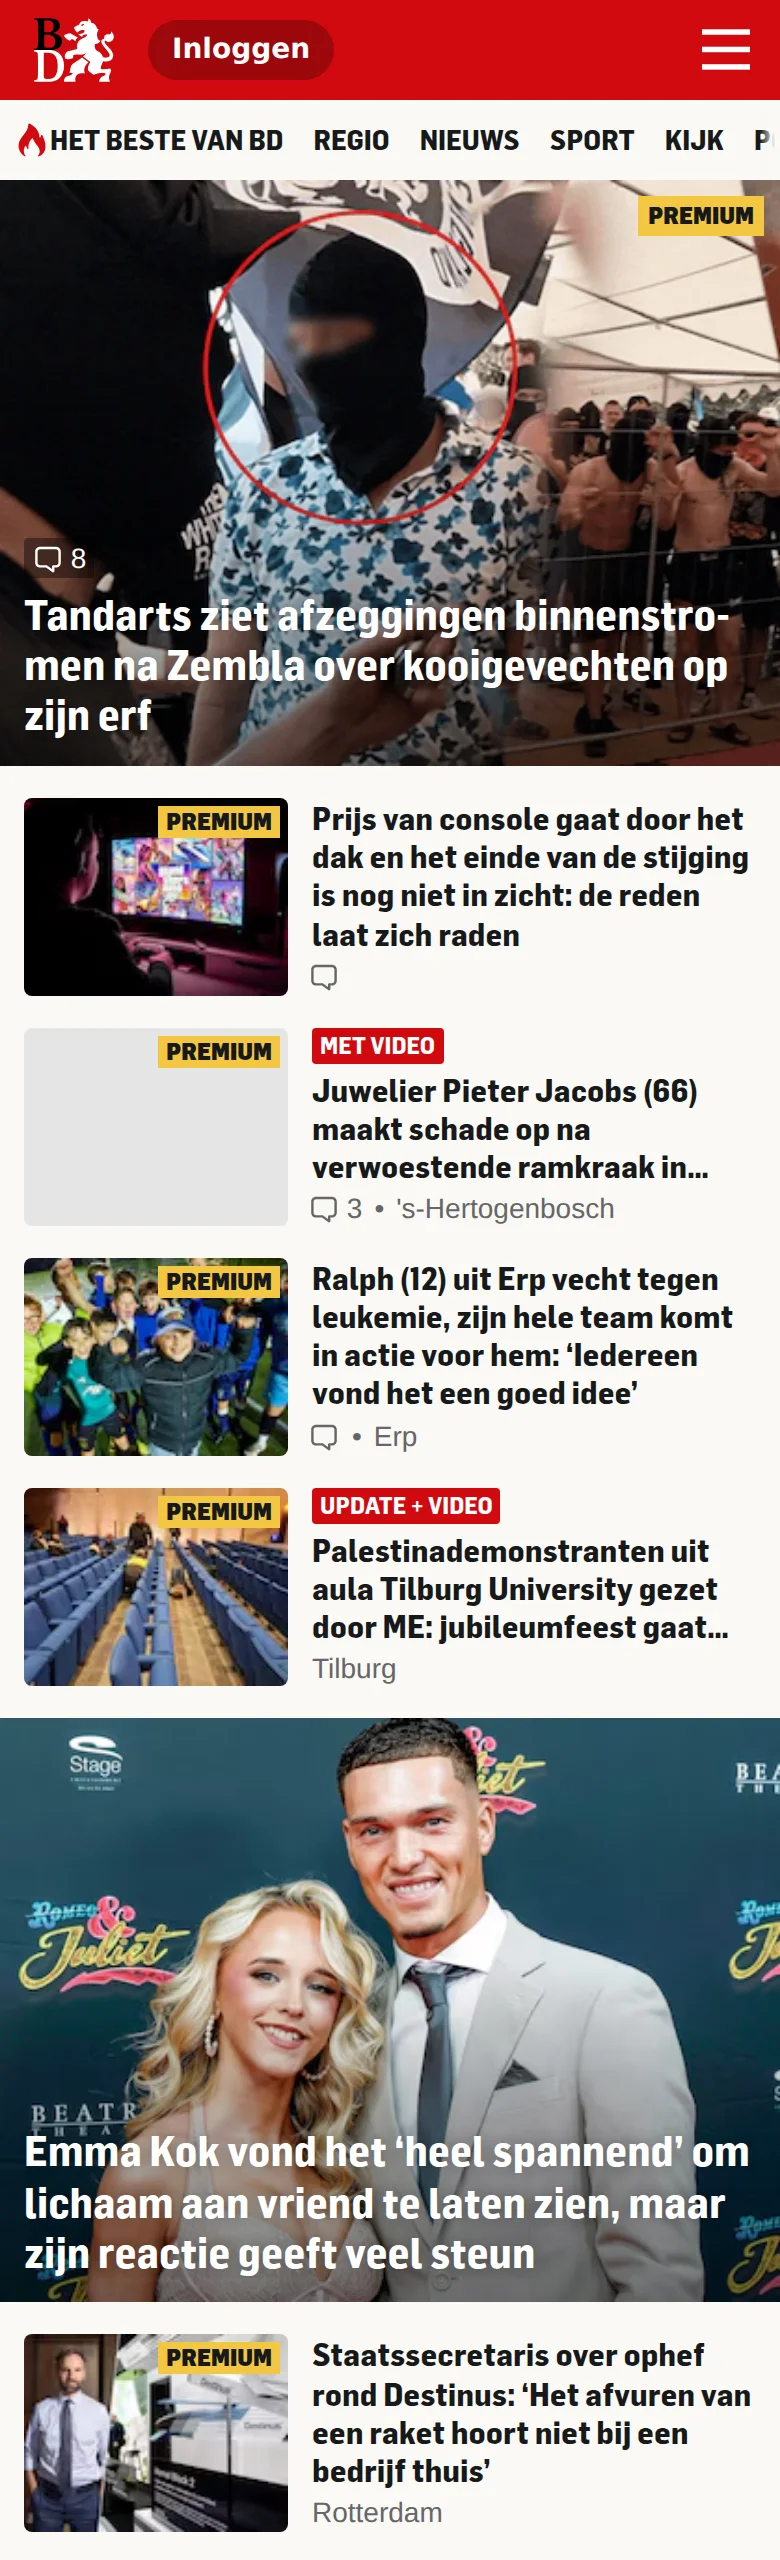 B
D
Inloggen
HET BESTE VAN BD REGIO NIEUWS SPORT KIJK
PREMIUM
8
Tandarts ziet afzeggingen binnenstro-
men na Zembla over kooigevechten op
zijn erf
PREMIUM
Prijs van console gaat door het
dak en het einde van de stijging
is nog niet in zicht: de reden
laat zich raden
PREMIUM
MET VIDEO
Juwelier Pieter Jacobs (66)
maakt schade op na
verwoestende ramkraak in...
3 • 's-Hertogenbosch
PREMIUM
Ralph (12) uit Erp vecht tegen
leukemie, zijn hele team komt
in actie voor hem: ‘Iedereen
vond het een goed idee’
• Erp
PREMIUM
UPDATE + VIDEO
Palestinademonstranten uit
aula Tilburg University gezet
door ME: jubileumfeest gaat...
Tilburg
Stage
ROMEO
&
Juliet
BEATR
Emma Kok vond het ‘heel spannend’ om
lichaam aan vriend te laten zien, maar
zijn reactie geeft veel steun
PREMIUM
Destinus
Staatssecretaris over ophef
rond Destinus: ‘Het afvuren van
een raket hoort niet bij een
bedrijf thuis’
Rotterdam